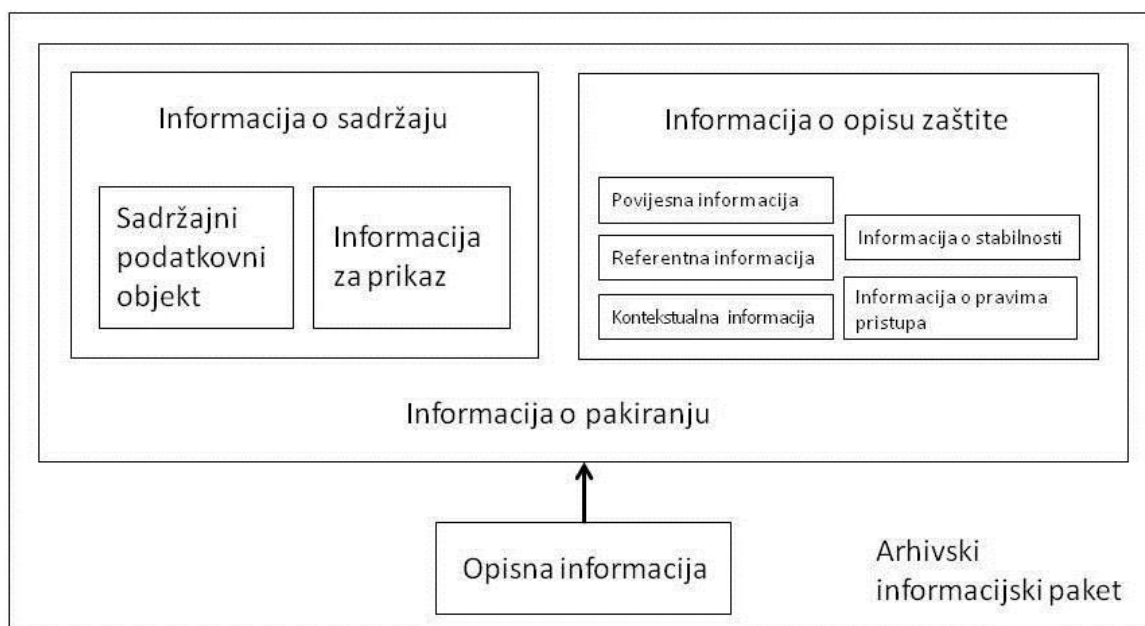 Informacija o sadržaju
Sadržajni
podatkovni
objekt
Informacija
za prikaz
Informacija o opisu zaštite
Povijesna informacija
Referentna informacija
Kontekstualna informacija
Informacija o stabilnosti
Informacija o pravima
pristupa
Informacija o pakiranju
Opisna informacija
Arhivski
informacijski paket